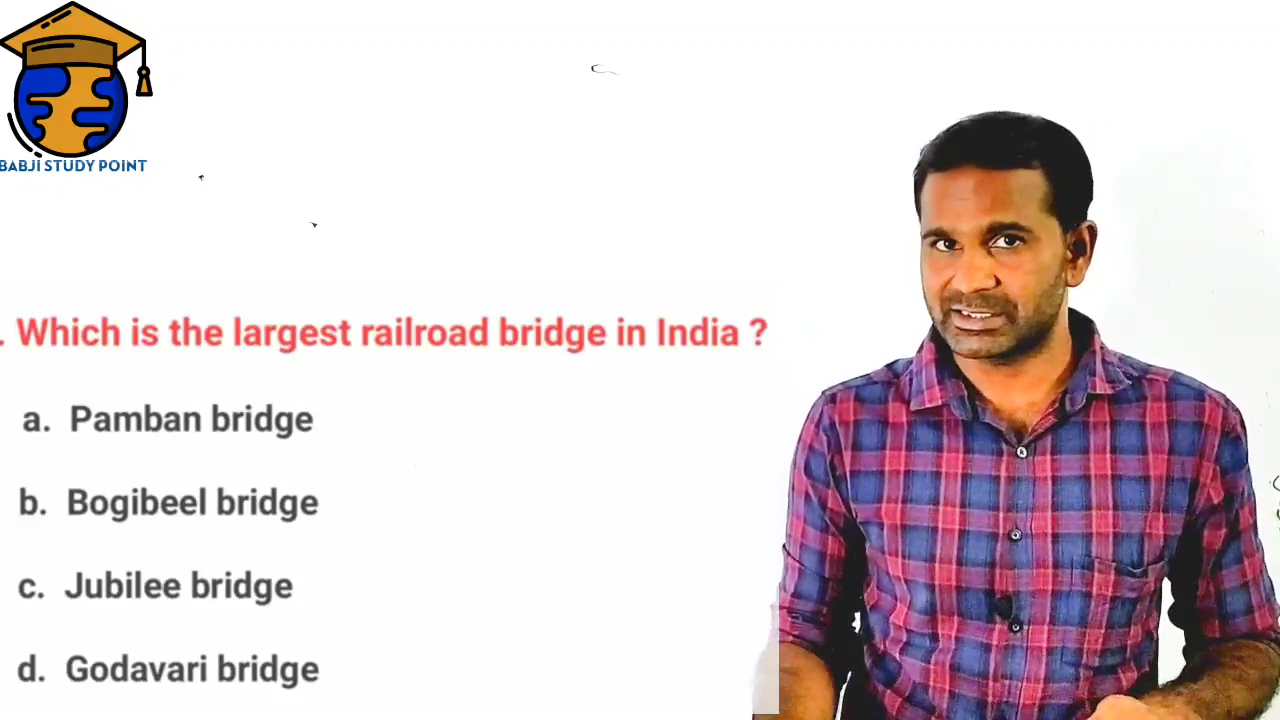 BABJI STUDY POINT
. Which is the largest railroad bridge in India ?
a. Pamban bridge
b. Bogibeel bridge
c. Jubilee bridge
d. Godavari bridge